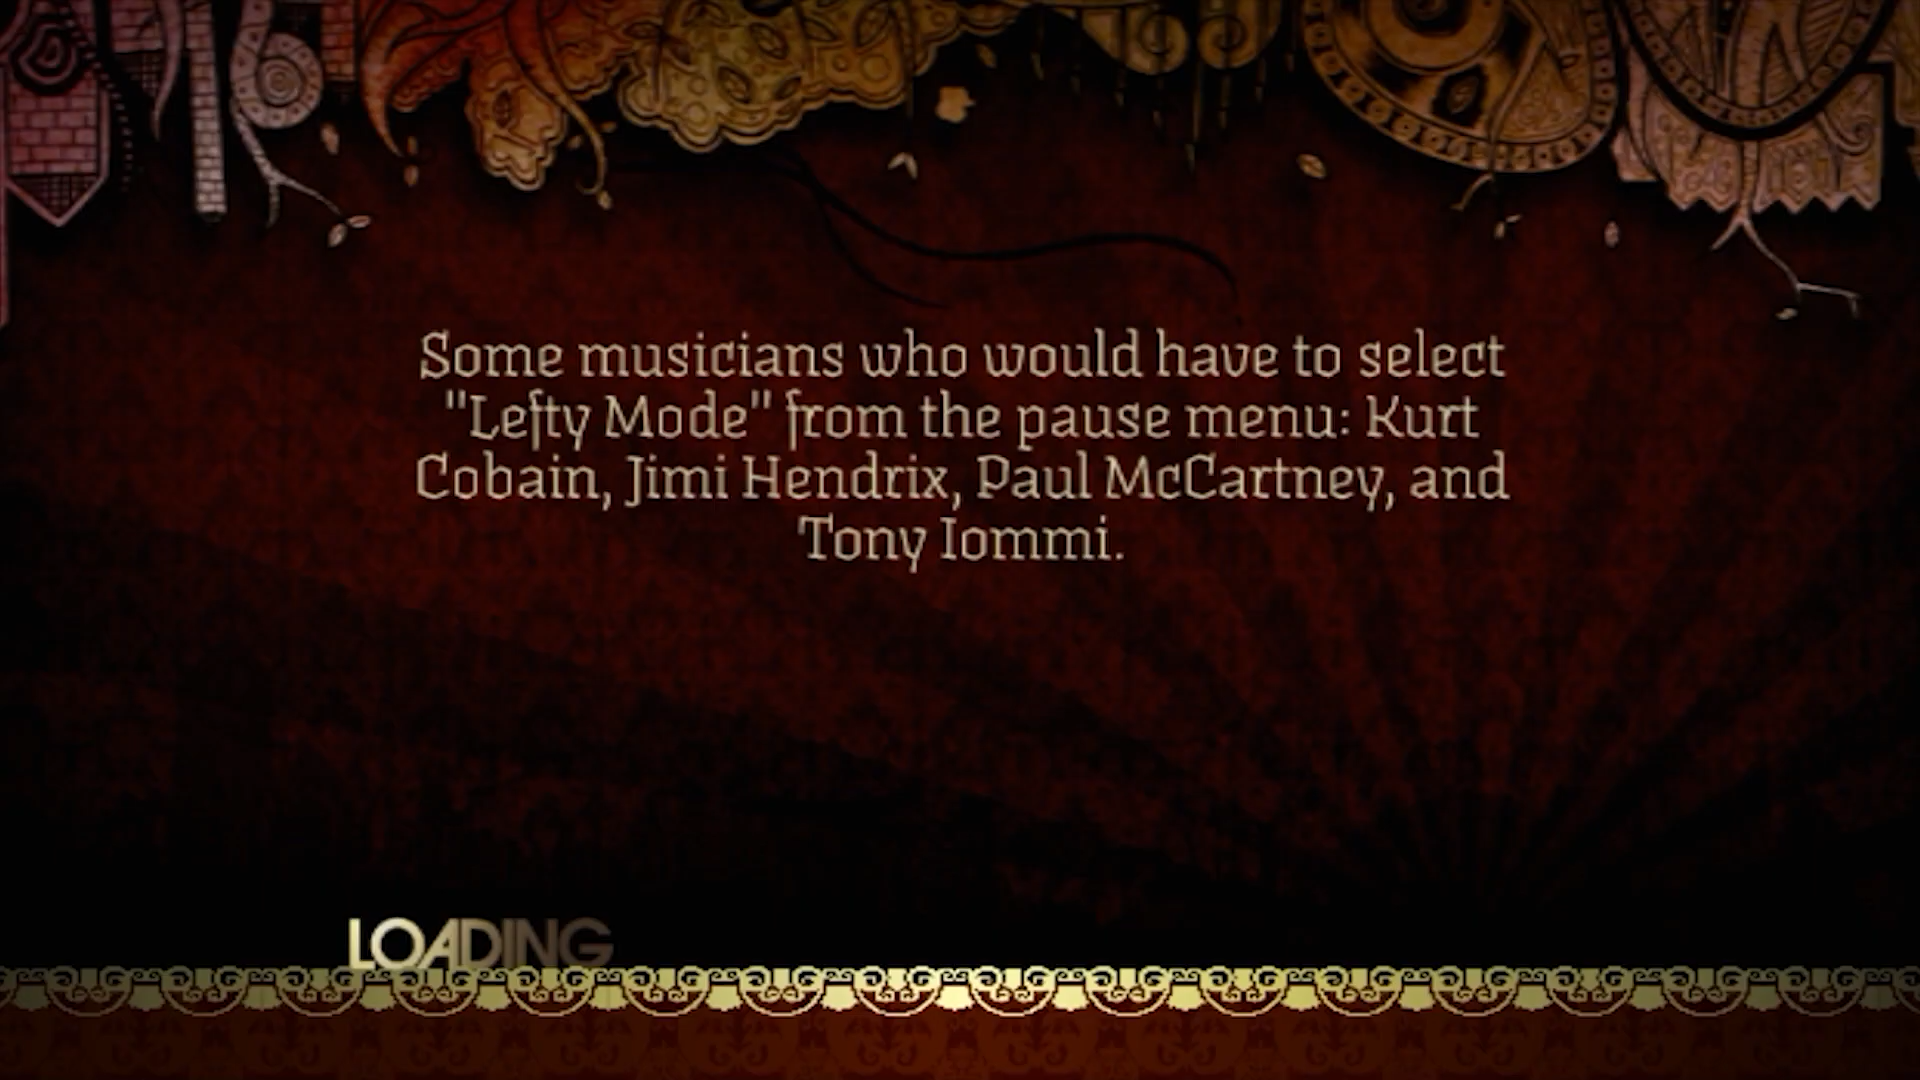 Some musicians who would have to select
"Lefty Mode" from the pause menu: Kurt
Cobain, Jimi Hendrix, Paul McCartney, and
Tony Iommi.
LOADING